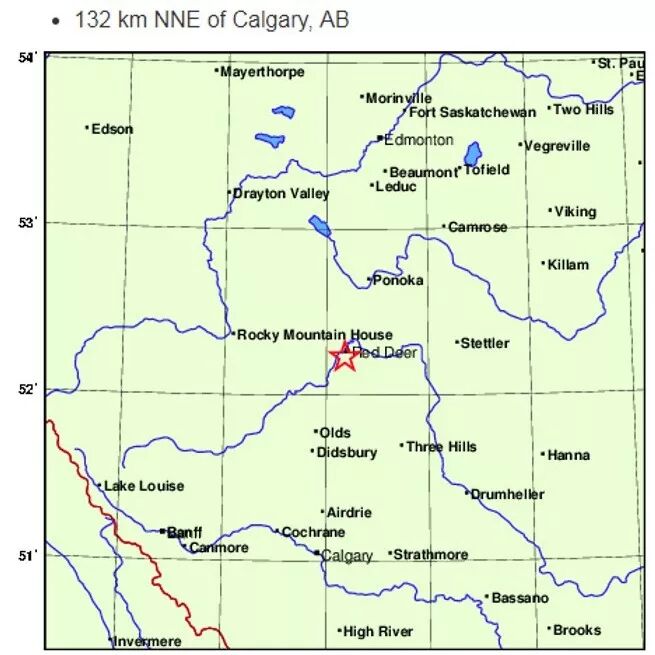 • 132 km NNE of Calgary, AB
54'
Mayerthorpe
St. Pau
E
Morinville
Fort Saskatchewan
Two Hills
Edson
Edmonton
Vegreville
Beaumont
Tofield
Leduc
Drayton Valley
Viking
53'
Camrose
Killam
Ponoka
Rocky Mountain House
Red Deer
Stettler
52'
Olds
Didsbury
Three Hills
Hanna
Lake Louise
Drumheller
Airdrie
Banff
Cochrane
Canmore
51'
Calgary
Strathmore
Bassano
High River
Brooks
Invermere